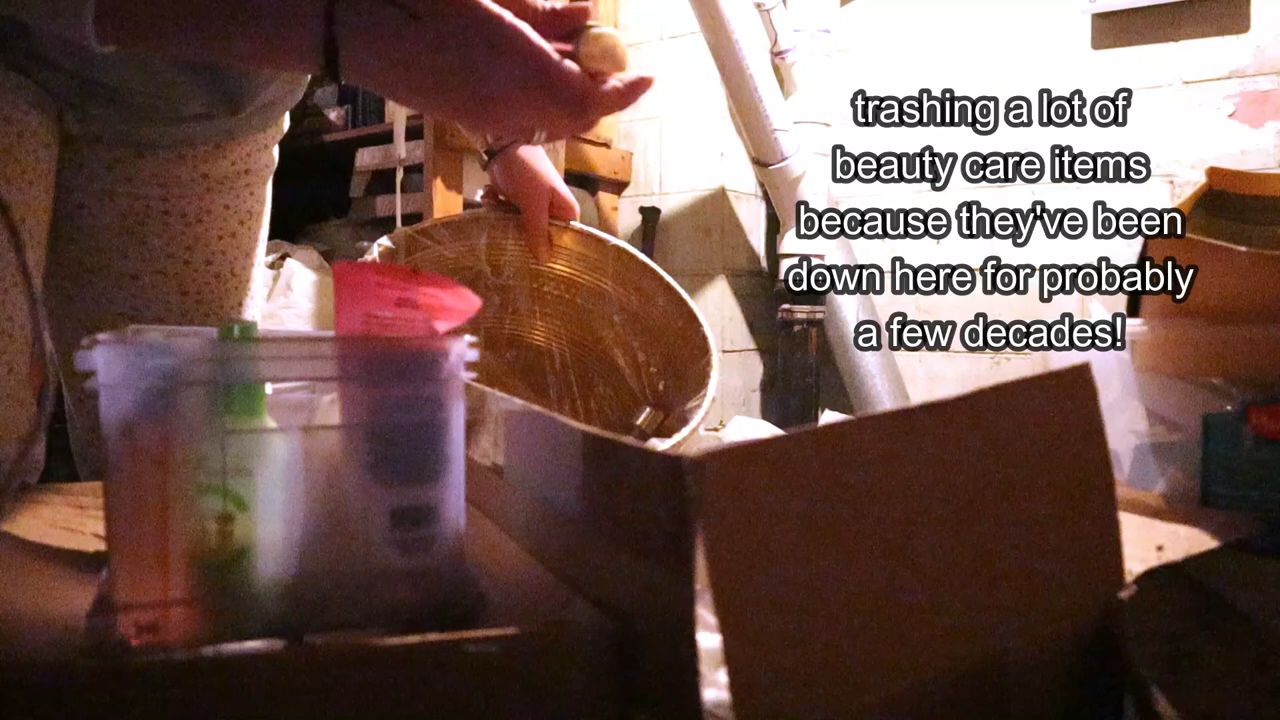 trashing a lot of
beauty care items
because they've been
down here for probably
a few decades!